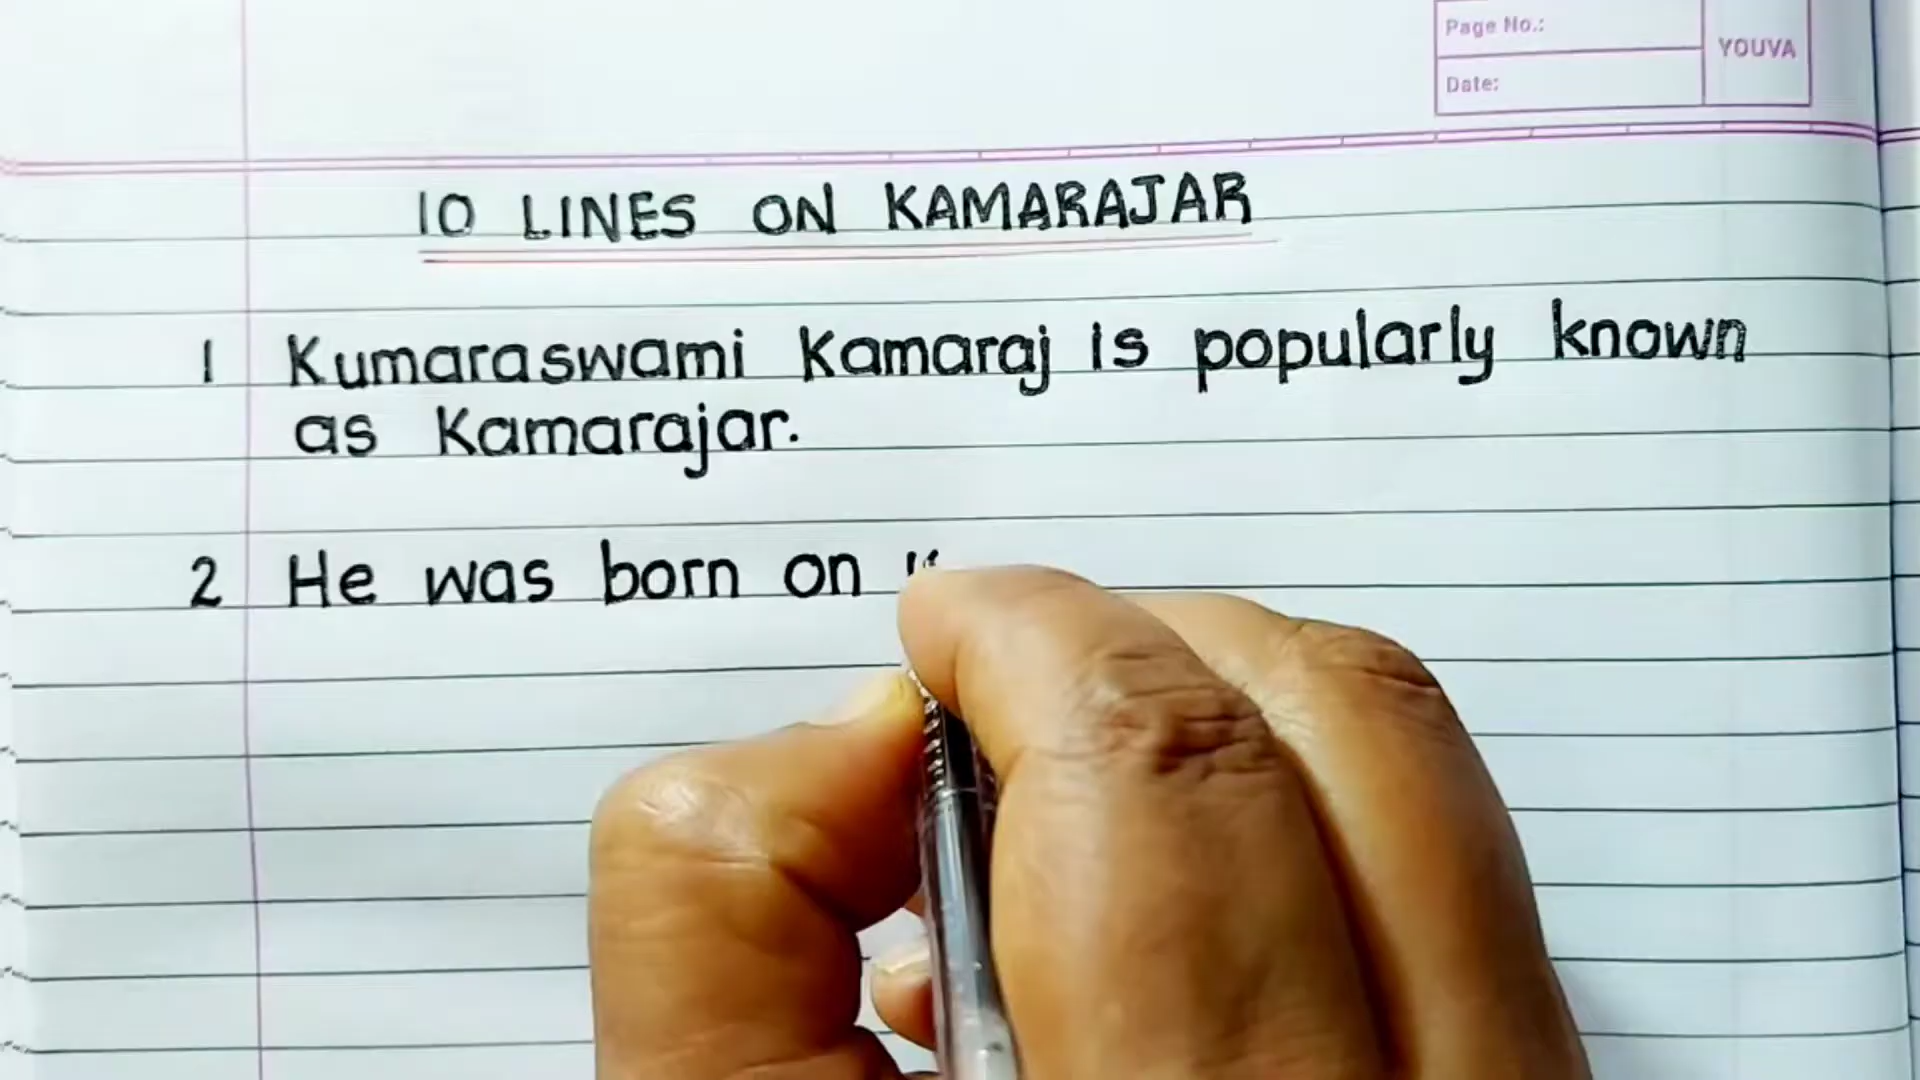 Page No.:
YOUVA
Date:
10 LINES ON KAMARAJAR
1 Kumaraswami Kamaraj is popularly known
as Kamarajar.
2 He was born on